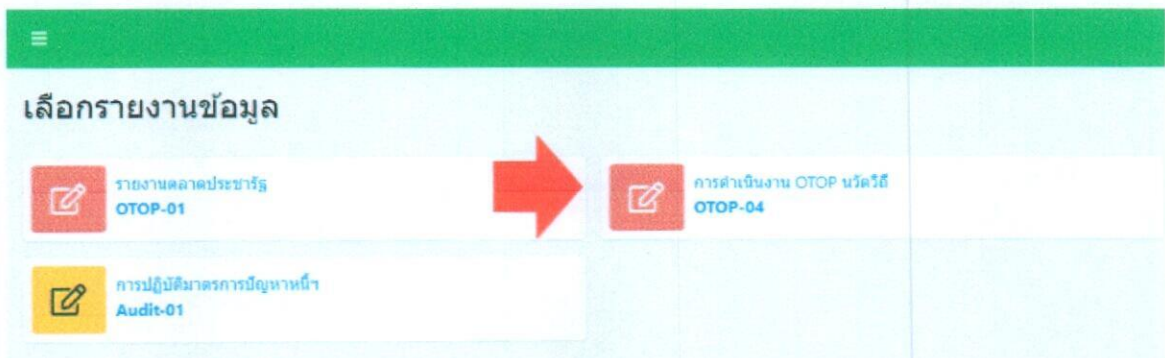 เลือกรายงานข้อมูล
รายงานตลาดประชารัฐ
OTOP-01
การดำเนินงาน OTOP นวัตวิถี
OTOP-04
การปฏิบัติมาตรการปัญหาหนี้ฯ
Audit-01